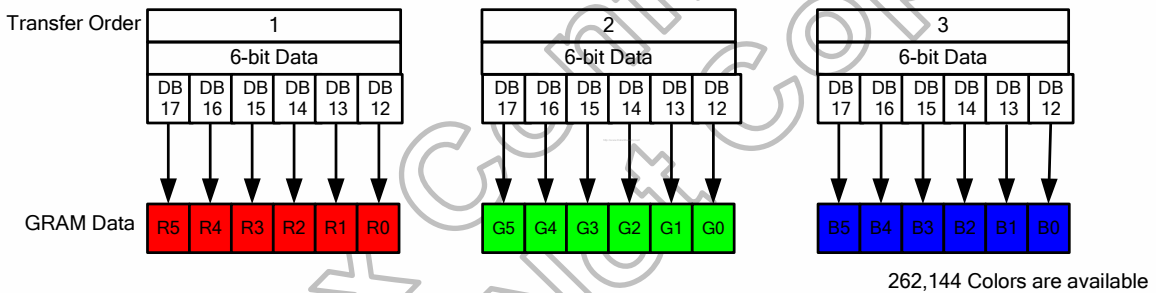 Transfer Order 1 2 3
6-bit Data 6-bit Data 6-bit Data
DB 17 DB 16 DB 15 DB 14 DB 13 DB 12 DB 17 DB 16 DB 15 DB 14 DB 13 DB 12 DB 17 DB 16 DB 15 DB 14 DB 13 DB 12
GRAM Data R5 R4 R3 R2 R1 R0 G5 G4 G3 G2 G1 G0 B5 B4 B3 B2 B1 B0
262,144 Colors are available